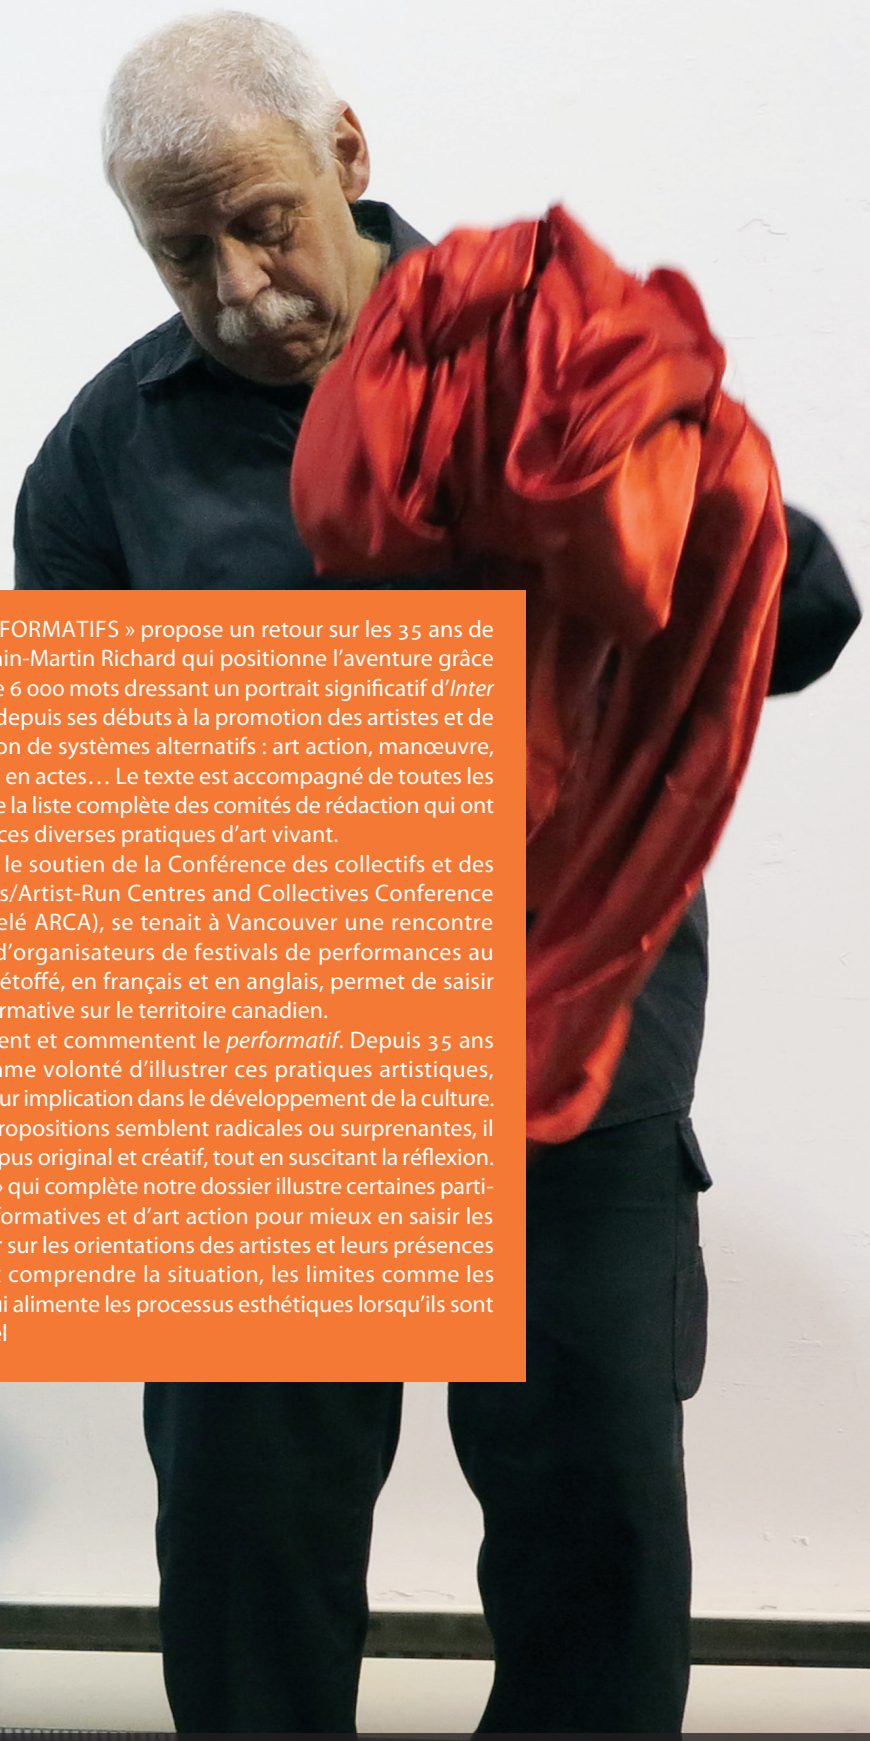 FORMATIFS » propose un retour sur les 35 ans de
in-Martin Richard qui positionne l’aventure grâce
e 6 000 mots dressant un portrait significatif d’Inter
depuis ses débuts à la promotion des artistes et de
on de systèmes alternatifs : art action, manœuvre,
en actes… Le texte est accompagné de toutes les
e la liste complète des comités de rédaction qui ont
ces diverses pratiques d’art vivant.
le soutien de la Conférence des collectifs et des
s/Artist-Run Centres and Collectives Conference
elé ARCA), se tenait à Vancouver une rencontre
d’organisateurs de festivals de performances au
étoffé, en français et en anglais, permet de saisir
rmative sur le territoire canadien.
ent et commentent le performatif. Depuis 35 ans
me volonté d’illustrer ces pratiques artistiques,
ur implication dans le développement de la culture.
ropositions semblent radicales ou surprenantes, il
pus original et créatif, tout en suscitant la réflexion.
» qui complète notre dossier illustre certaines parti-
formatives et d’art action pour mieux en saisir les
r sur les orientations des artistes et leurs présences
t comprendre la situation, les limites comme les
ui alimente les processus esthétiques lorsqu’ils sont
el